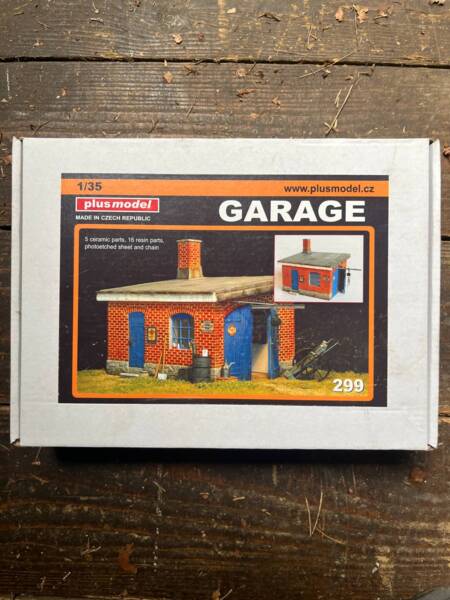 1/35
www.plusmodel.cz
plusmodel
MADE IN CZECH REPUBLIC
GARAGE
5 ceramic parts, 16 resin parts,
photoetched sheet and chain
299